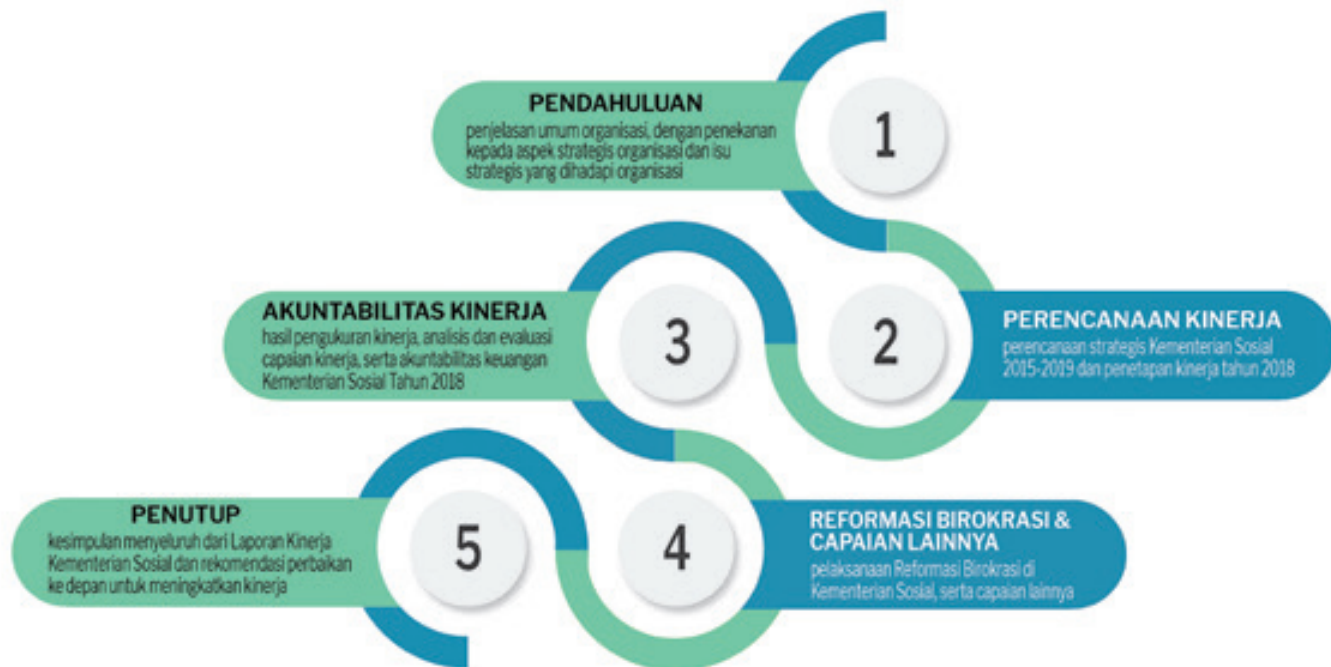 1
PENDAHULUAN
penjelasan umum organisasi, dengan penekanan
kepada aspek strategis organisasi dan isu
strategis yang dihadapi organisasi
2
PERENCANAAN KINERJA
perencanaan strategis Kementerian Sosial
2015-2019 dan penetapan kinerja tahun 2018
3
AKUNTABILITAS KINERJA
hasil pengukuran kinerja, analisis dan evaluasi
capaian kinerja, serta akuntabilitas keuangan
Kementerian Sosial Tahun 2018
4
REFORMASI BIROKRASI &
CAPAIAN LAINNYA
pelaksanaan Reformasi Birokrasi di
Kementerian Sosial, serta capaian lainnya
5
PENUTUP
kesimpulan menyeluruh dari Laporan Kinerja
Kementerian Sosial dan rekomendasi perbaikan
ke depan untuk meningkatkan kinerja